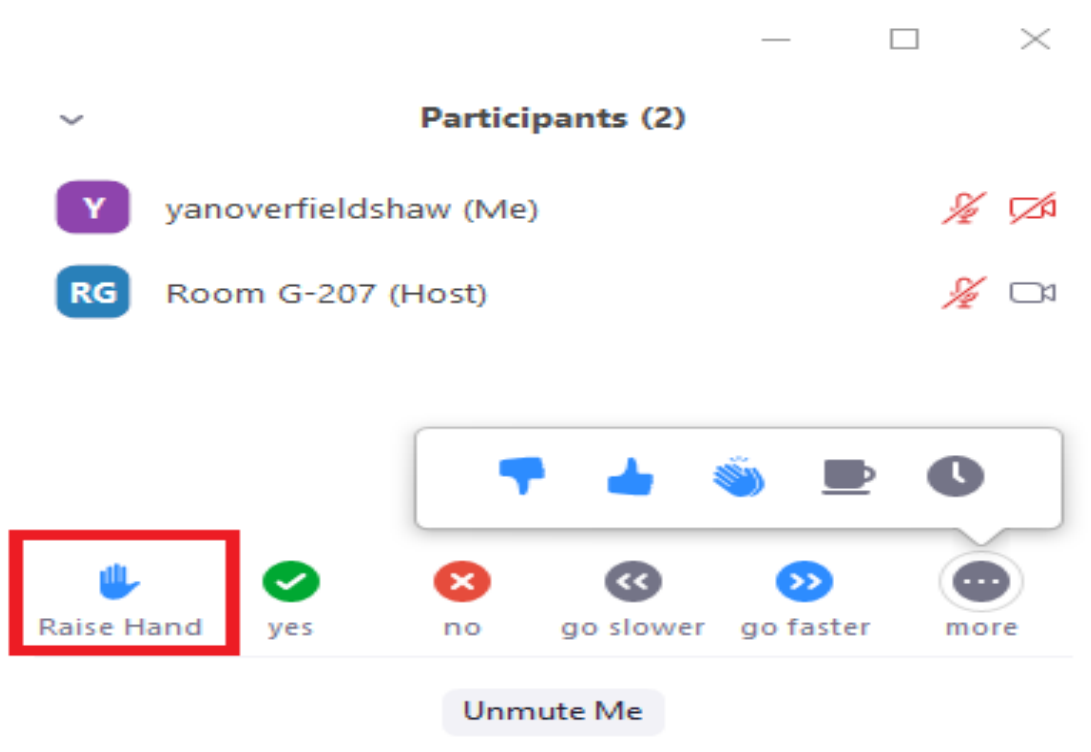 Participants (2)
Y yanoverfieldshaw (Me)
RG Room G-207 (Host)
Raise Hand yes no go slower go faster more
Unmute Me